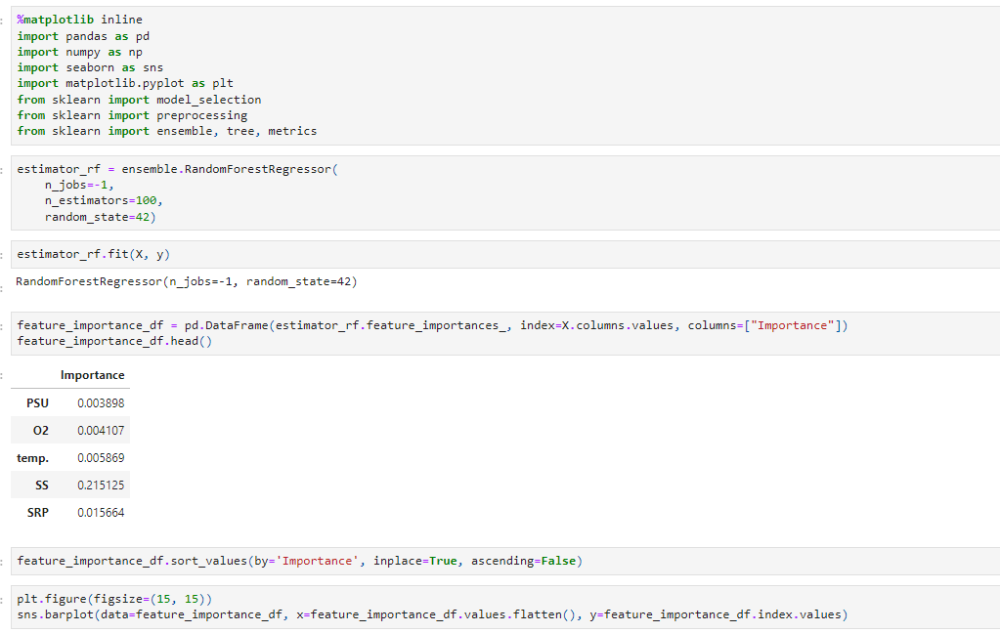 %matplotlib inline
import pandas as pd
import numpy as np
import seaborn as sns
import matplotlib.pyplot as plt
from sklearn import model_selection
from sklearn import preprocessing
from sklearn import ensemble, tree, metrics
estimator_rf = ensemble.RandomForestRegressor(
    n_jobs=-1,
    n_estimators=100,
    random_state=42)
estimator_rf.fit(X, y)
RandomForestRegressor(n_jobs=-1, random_state=42)
feature_importance_df = pd.DataFrame(estimator_rf.feature_importances_, index=X.columns.values, columns=["Importance"])
feature_importance_df.head()
Importance
PSU 0.003898
O2 0.004107
temp. 0.005869
SS 0.215125
SRP 0.015664
feature_importance_df.sort_values(by='Importance', inplace=True, ascending=False)
plt.figure(figsize=(15, 15))
sns.barplot(data=feature_importance_df, x=feature_importance_df.values.flatten(), y=feature_importance_df.index.values)